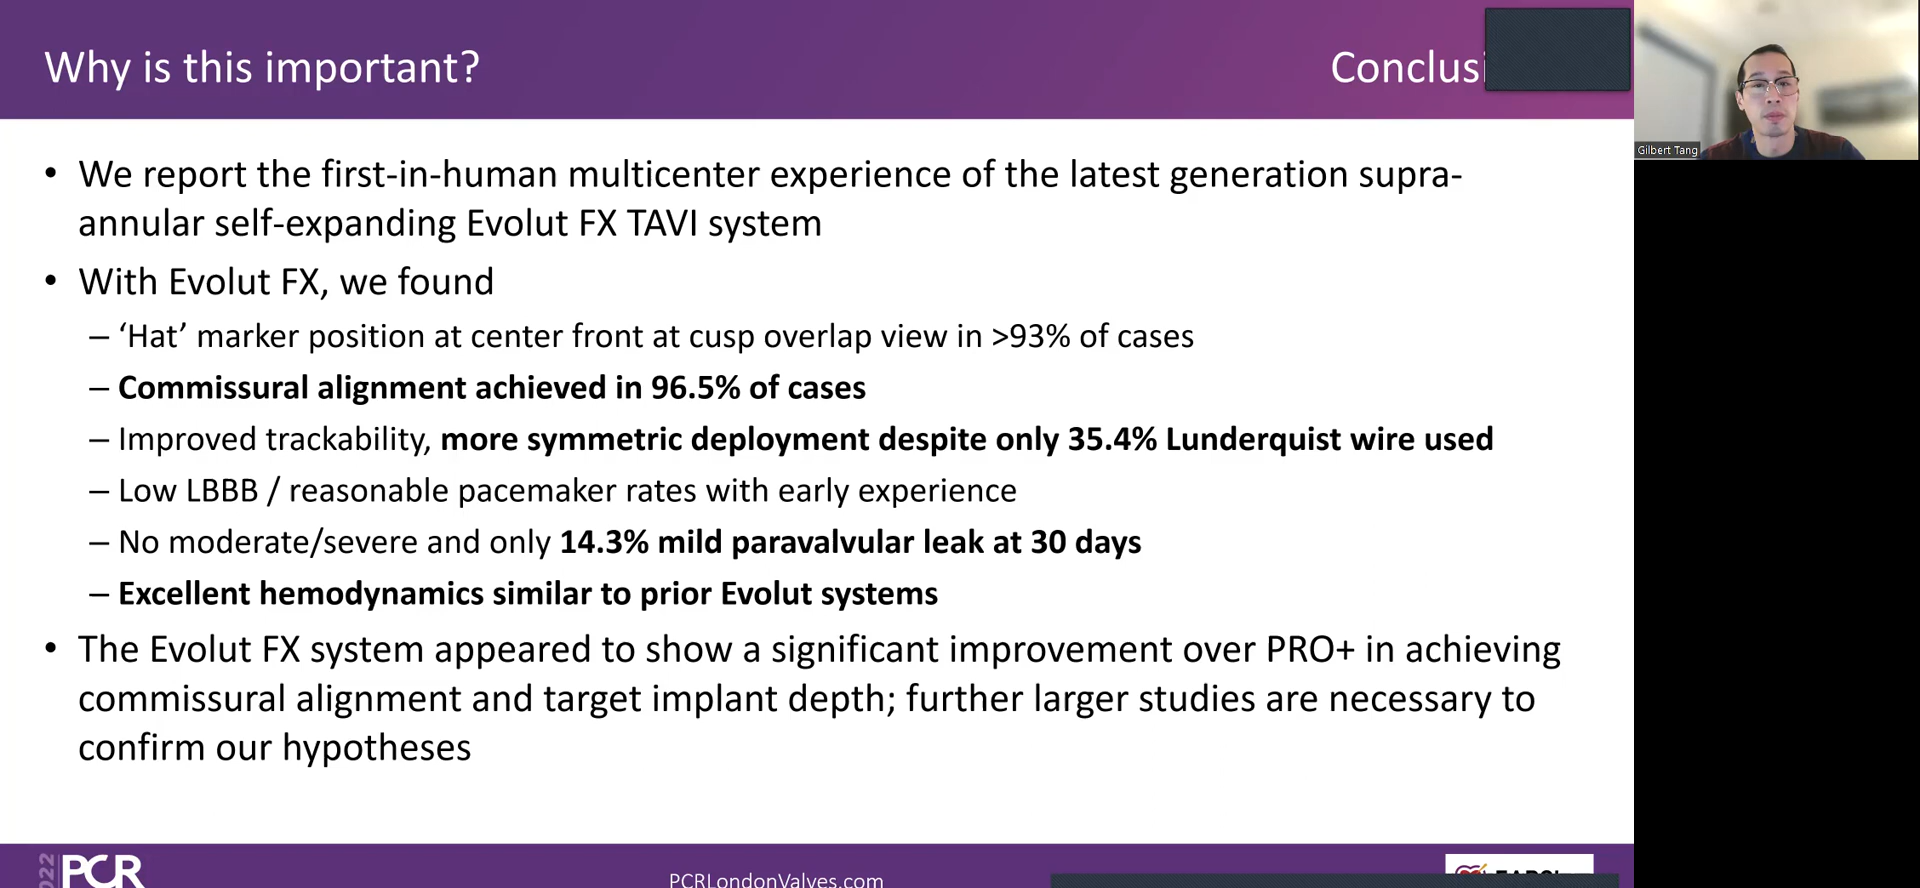 Why is this important?
Conclusi
Gilbert Tang
• We report the first-in-human multicenter experience of the latest generation supra-
annular self-expanding Evolut FX TAVI system
• With Evolut FX, we found
– ‘Hat’ marker position at center front at cusp overlap view in >93% of cases
– Commissural alignment achieved in 96.5% of cases
– Improved trackability, more symmetric deployment despite only 35.4% Lunderquist wire used
– Low LBBB / reasonable pacemaker rates with early experience
– No moderate/severe and only 14.3% mild paravalvular leak at 30 days
– Excellent hemodynamics similar to prior Evolut systems
• The Evolut FX system appeared to show a significant improvement over PRO+ in achieving
commissural alignment and target implant depth; further larger studies are necessary to
confirm our hypotheses
PCR
PCRLondonValves.com